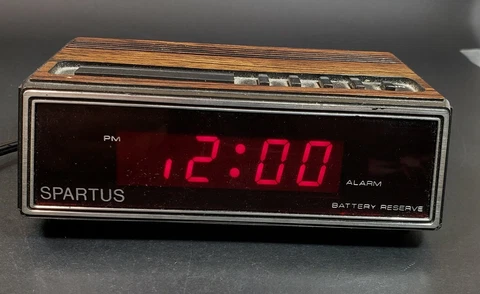 PM
12:00
ALARM
SPARTUS
BATTERY RESERVE